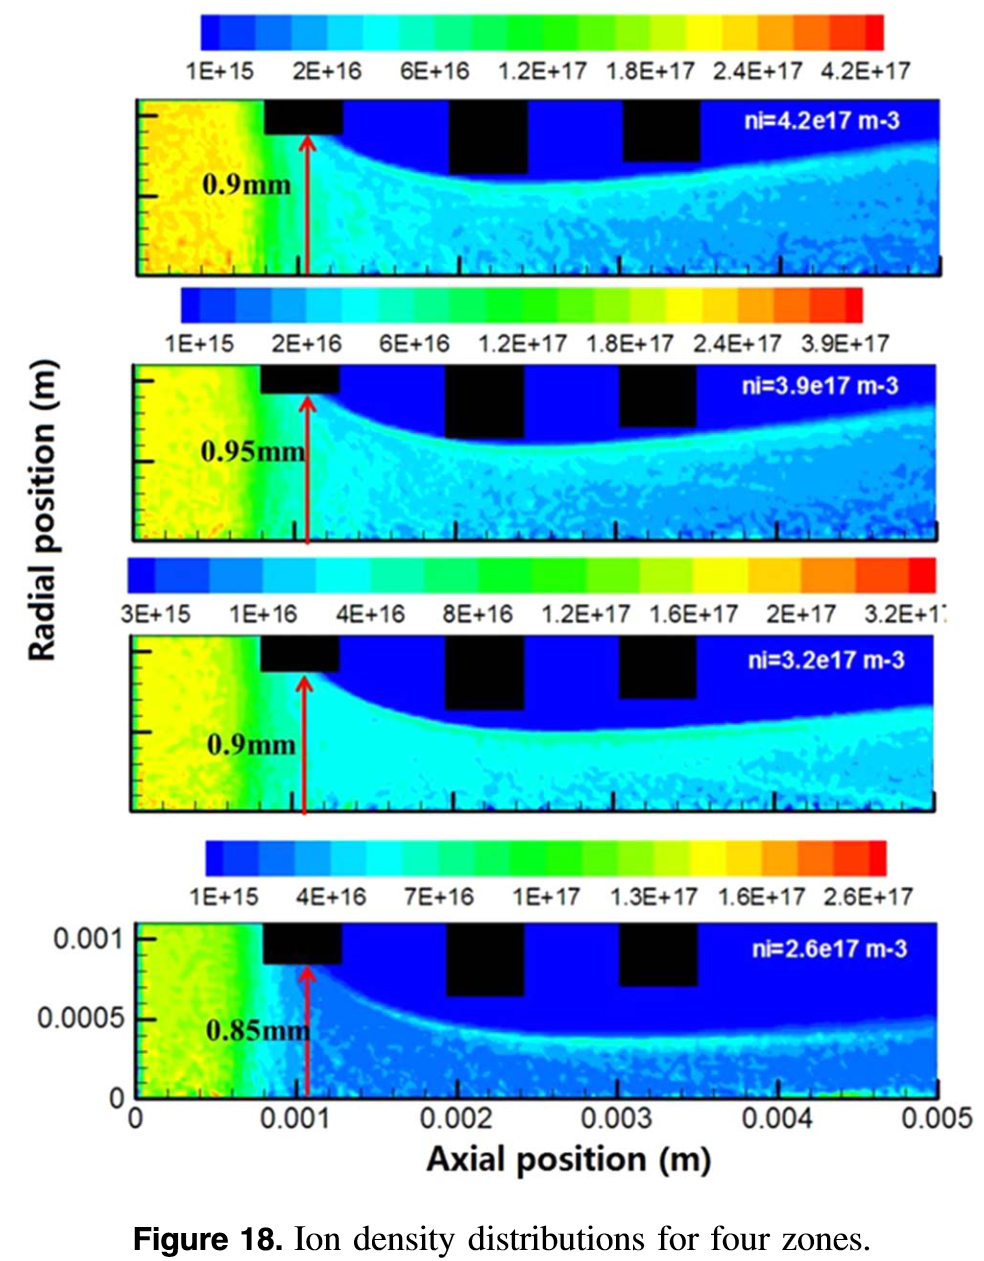 1E+15 2E+16 6E+16 1.2E+17 1.8E+17 2.4E+17 4.2E+17
ni=4.2e17 m-3
0.9mm
1E+15 2E+16 6E+16 1.2E+17 1.8E+17 2.4E+17 3.9E+17
ni=3.9e17 m-3
0.95mm
Radial position (m)
3E+15 1E+16 4E+16 8E+16 1.2E+17 1.6E+17 2E+17 3.2E+17
ni=3.2e17 m-3
0.9mm
1E+15 4E+16 7E+16 1E+17 1.3E+17 1.6E+17 2.6E+17
0.001
ni=2.6e17 m-3
0.0005
0.85mm
0
0 0.001 0.002 0.003 0.004 0.005
Axial position (m)
Figure 18. Ion density distributions for four zones.